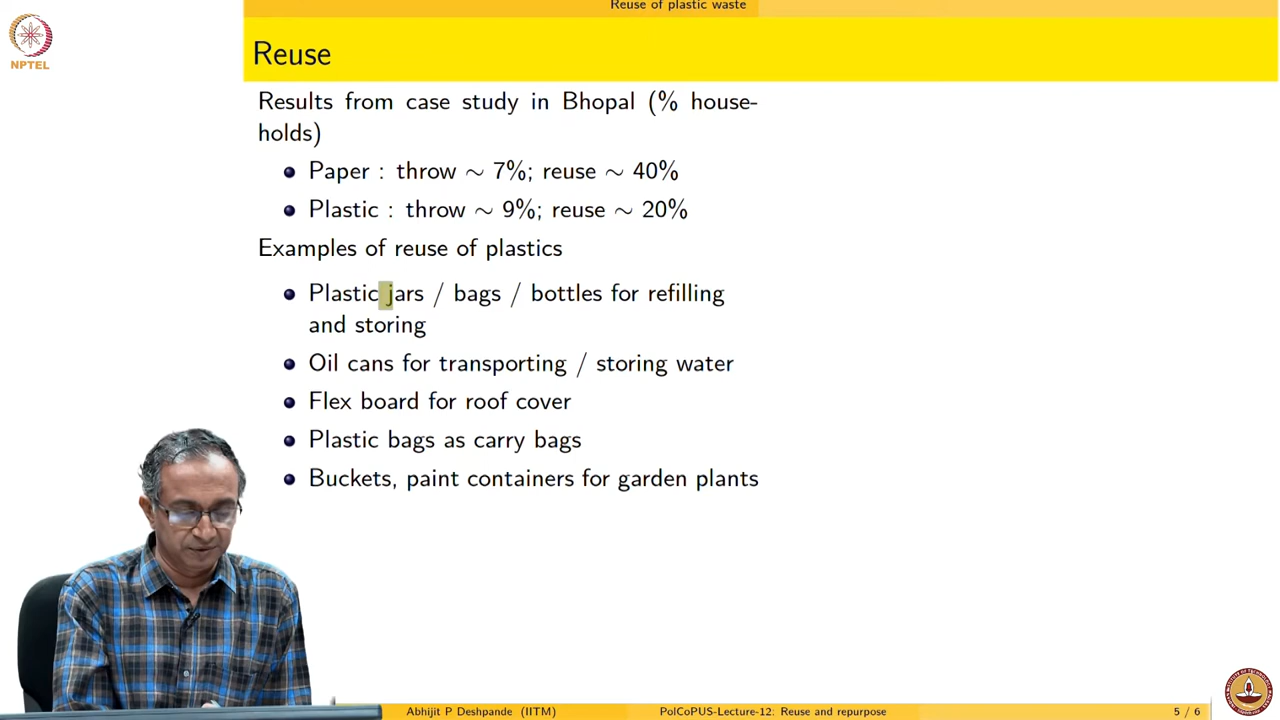 Reuse of plastic waste
NPTEL
Reuse
Results from case study in Bhopal (% house-
holds)
Paper : throw ∼ 7%; reuse ∼ 40%
Plastic : throw ∼ 9%; reuse ∼ 20%
Examples of reuse of plastics
Plastic jars / bags / bottles for refilling
and storing
Oil cans for transporting / storing water
Flex board for roof cover
Plastic bags as carry bags
Buckets, paint containers for garden plants
Abhijit P Deshpande (IITM) PolCoPUS-Lecture-12: Reuse and repurpose 5 / 6